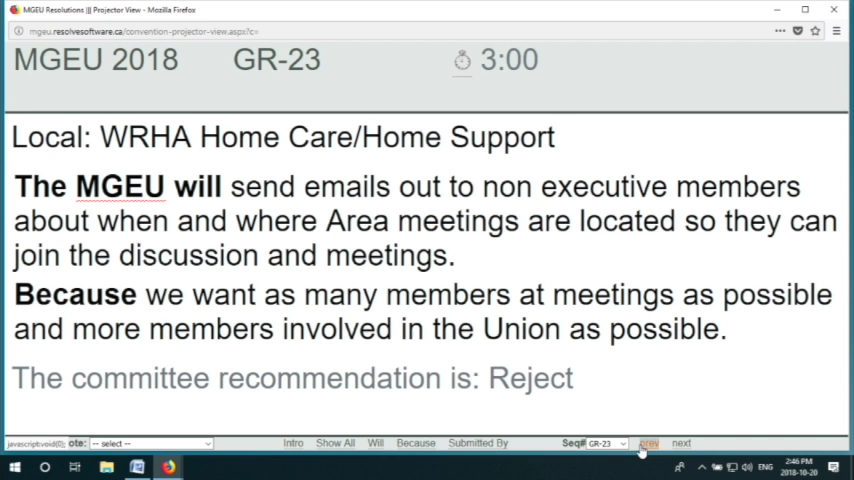 MGEU Resolutions ||| Projector View - Mozilla Firefox
mgeu.resolvesoftware.ca/convention-projector-view.aspx?c=
MGEU 2018 GR-23 3:00
Local: WRHA Home Care/Home Support
The MGEU will send emails out to non executive members
about when and where Area meetings are located so they can
join the discussion and meetings.
Because we want as many members at meetings as possible
and more members involved in the Union as possible.
The committee recommendation is: Reject
javascript:void(0); ote: -- select -- Intro Show All Will Because Submitted By Seq# GR-23 prev next
ENG 2:46 PM
2018-10-20